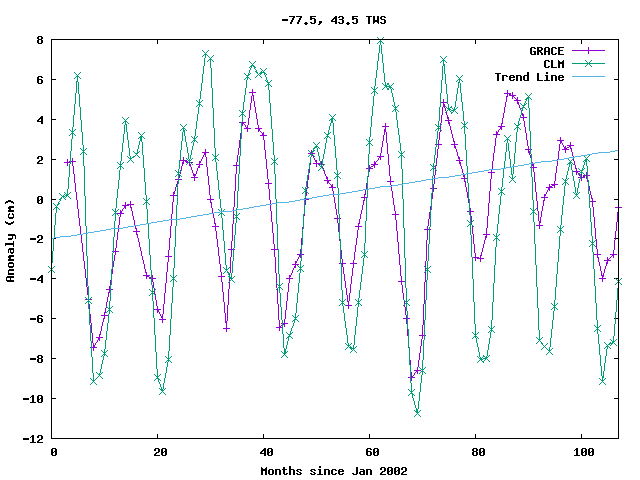 -77.5, 43.5 TWS
GRACE
CLM
Trend Line
8
6
4
2
0
-2
-4
-6
-8
-10
-12
Anomaly (cm)
0 20 40 60 80 100
Months since Jan 2002